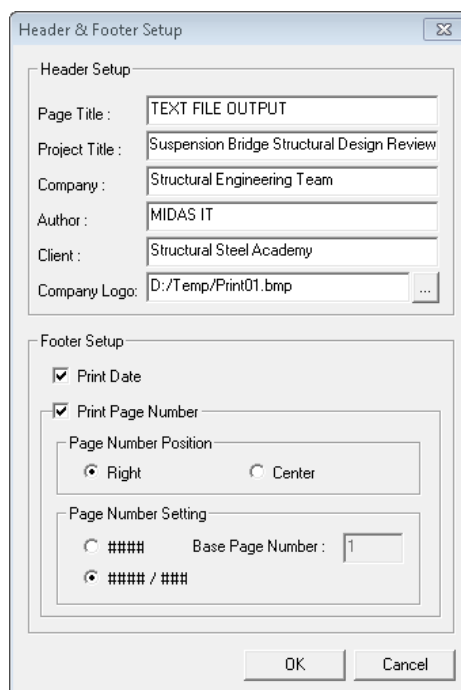 Header & Footer Setup
Header Setup
Page Title : TEXT FILE OUTPUT
Project Title : Suspension Bridge Structural Design Review
Company : Structural Engineering Team
Author : MIDAS IT
Client : Structural Steel Academy
Company Logo: D:/Temp/Print01.bmp ...
Footer Setup
Print Date
Print Page Number
Page Number Position
Right Center
Page Number Setting
#### Base Page Number : 1
#### / ###
OK Cancel